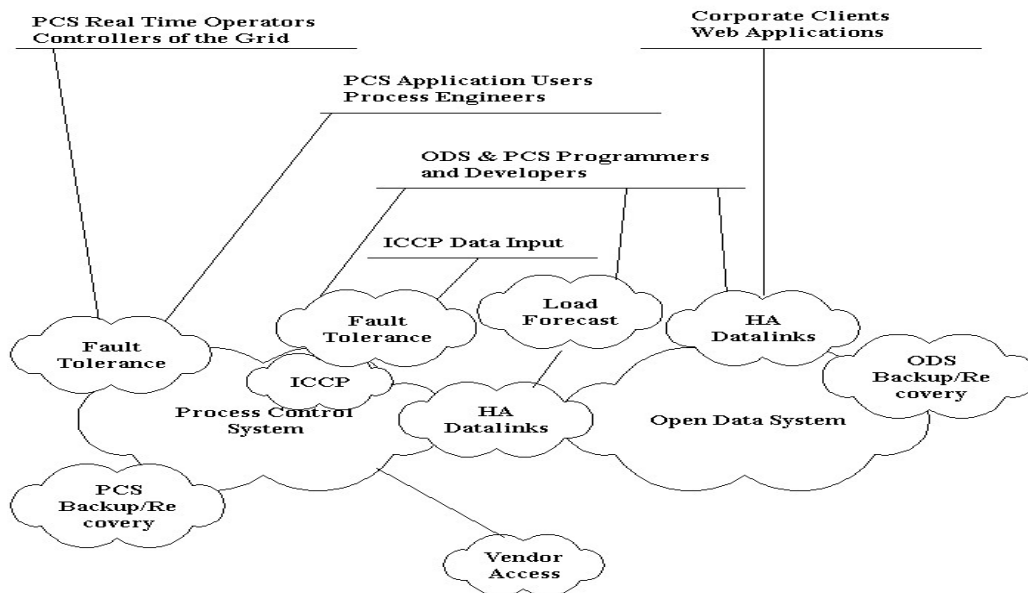 PCS Real Time Operators
Controllers of the Grid
Corporate Clients
Web Applications
PCS Application Users
Process Engineers
ODS & PCS Programmers
and Developers
ICCP Data Input
Fault
Tolerance
Fault
Tolerance
Load
Forecast
HA
Datalinks
ODS
Backup/Re
covery
ICCP
Process Control
System
HA
Datalinks
Open Data System
PCS
Backup/Re
covery
Vendor
Access